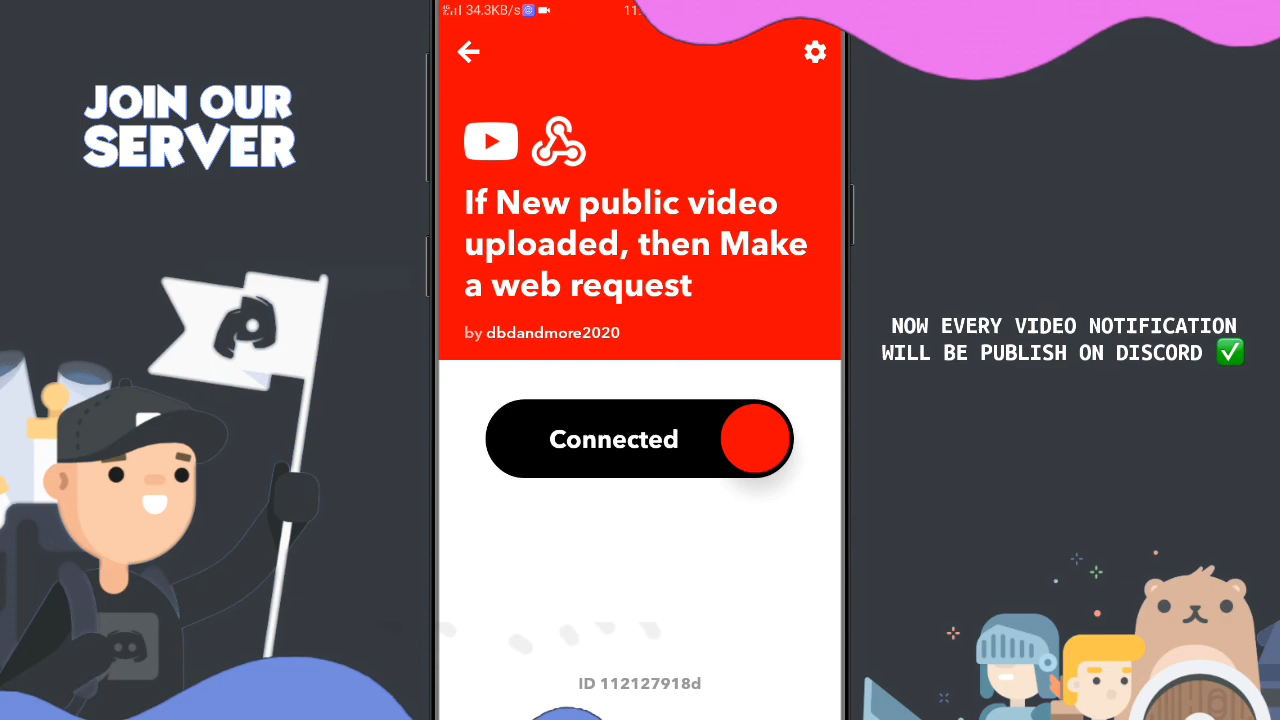 JOIN OUR
SERVER
34.3KB/s
11:
If New public video
uploaded, then Make
a web request
by dbdandmore2020
Connected
ID 112127918d
NOW EVERY VIDEO NOTIFICATION
WILL BE PUBLISH ON DISCORD ✅